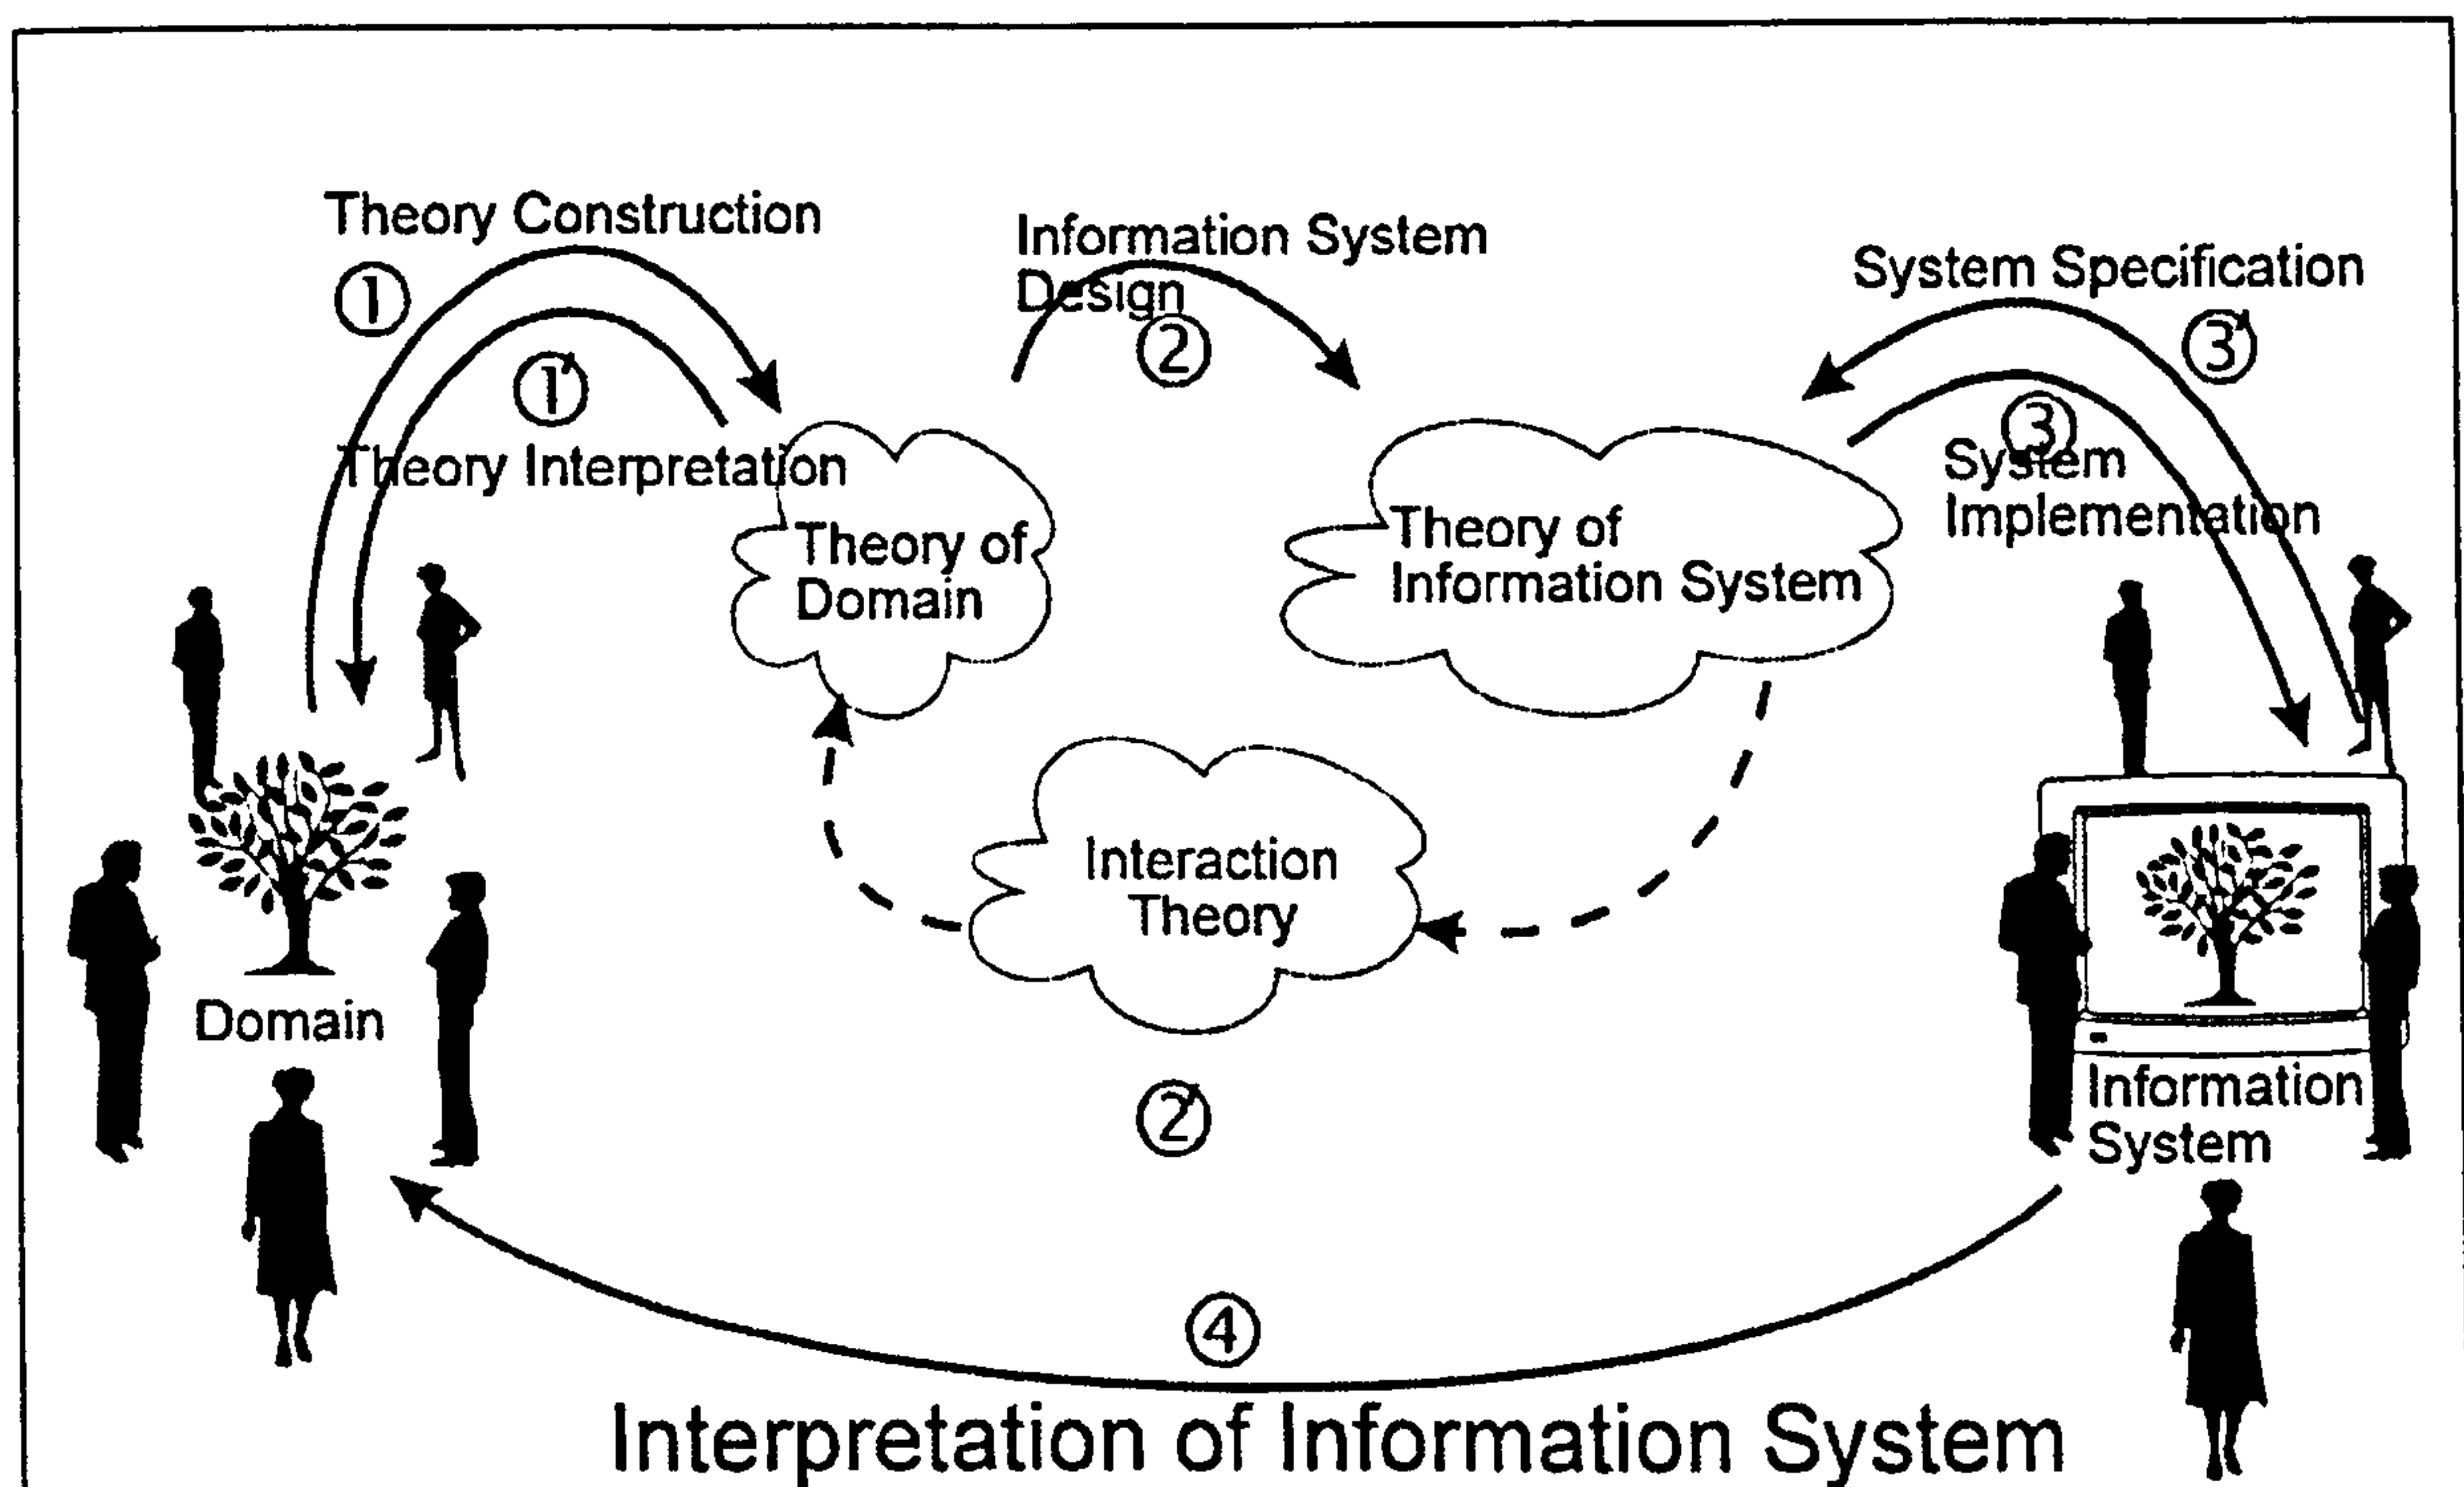 Theory Construction
①
①'
Theory Interpretation
Information System
Design
②
System Specification
③'
③
System
Implementation
Theory of
Domain
Theory of
Information System
Interaction
Theory
②'
Domain
Information
System
④
Interpretation of Information System